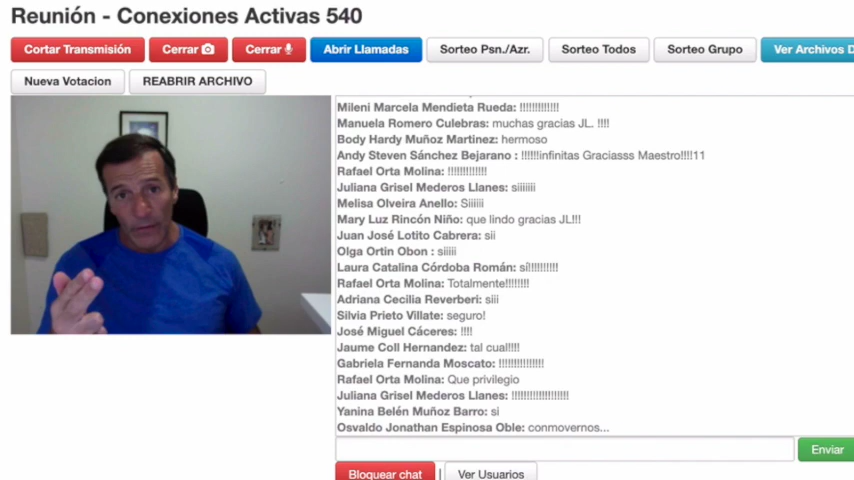 Reunión - Conexiones Activas 540
Cortar Transmisión Cerrar Cerrar Abrir Llamadas Sorteo Psn./Azr. Sorteo Todos Sorteo Grupo Ver Archivos
Nueva Votacion REABRIR ARCHIVO
Mileni Marcela Mendieta Rueda: !!!!!!!!!!!!!
Manuela Romero Culebras: muchas gracias JL. !!!!
Body Hardy Muñoz Martinez: hermoso
Andy Steven Sánchez Bejarano : !!!!!!infinitas Graciasss Maestro!!!!11
Rafael Orta Molina: !!!!!!!!!!!!!
Juliana Grisel Mederos Llanes: siiiiiii
Melisa Olveira Anello: Siiiiii
Mary Luz Rincón Niño: que lindo gracias JL!!!
Juan José Lotito Cabrera: sii
Olga Ortin Obon : siiiii
Laura Catalina Córdoba Román: sí!!!!!!!!!!
Rafael Orta Molina: Totalmente!!!!!!!!
Adriana Cecilia Reverberi: siii
Silvia Prieto Villate: seguro!
José Miguel Cáceres: !!!!
Jaume Coll Hernandez: tal cual!!!!
Gabriela Fernanda Moscato: !!!!!!!!!!!!!!!
Rafael Orta Molina: Que privilegio
Juliana Grisel Mederos Llanes: !!!!!!!!!!!!!!!!!!!
Yanina Belén Muñoz Barro: si
Osvaldo Jonathan Espinosa Oble: conmovernos...
Enviar
Bloquear chat | Ver Usuarios